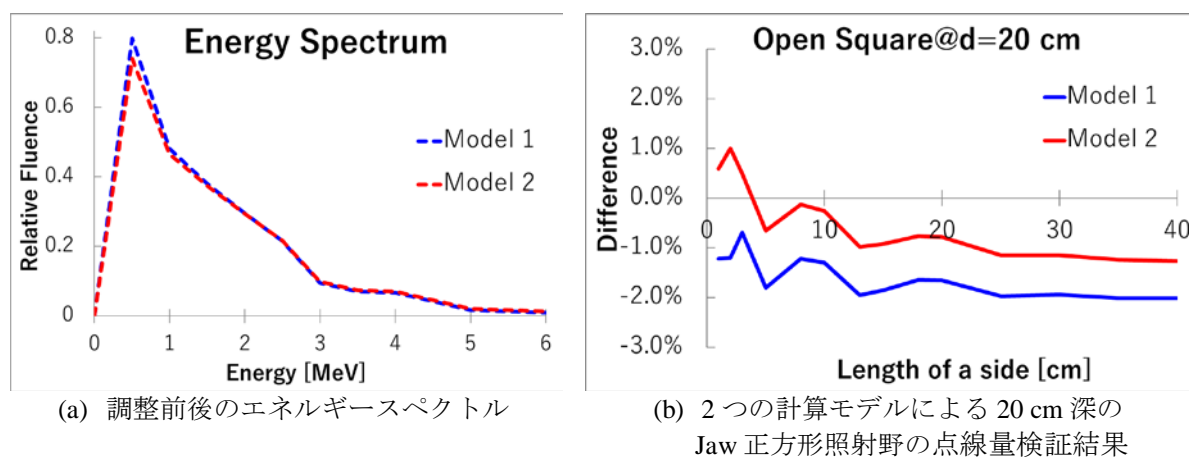 Energy Spectrum
0.8
0.6
0.4
0.2
0
Relative Fluence
Model 1
Model 2
0 1 2 3 4 5 6
Energy [MeV]
(a) 調整前後のエネルギースペクトル
Open Square@d=20 cm
3.0%
2.0%
1.0%
0.0%
-1.0%
-2.0%
-3.0%
Difference
Model 1
Model 2
0 10 20 30 40
Length of a side [cm]
(b) 2 つの計算モデルによる 20 cm 深の
Jaw 正方形照射野の点線量検証結果